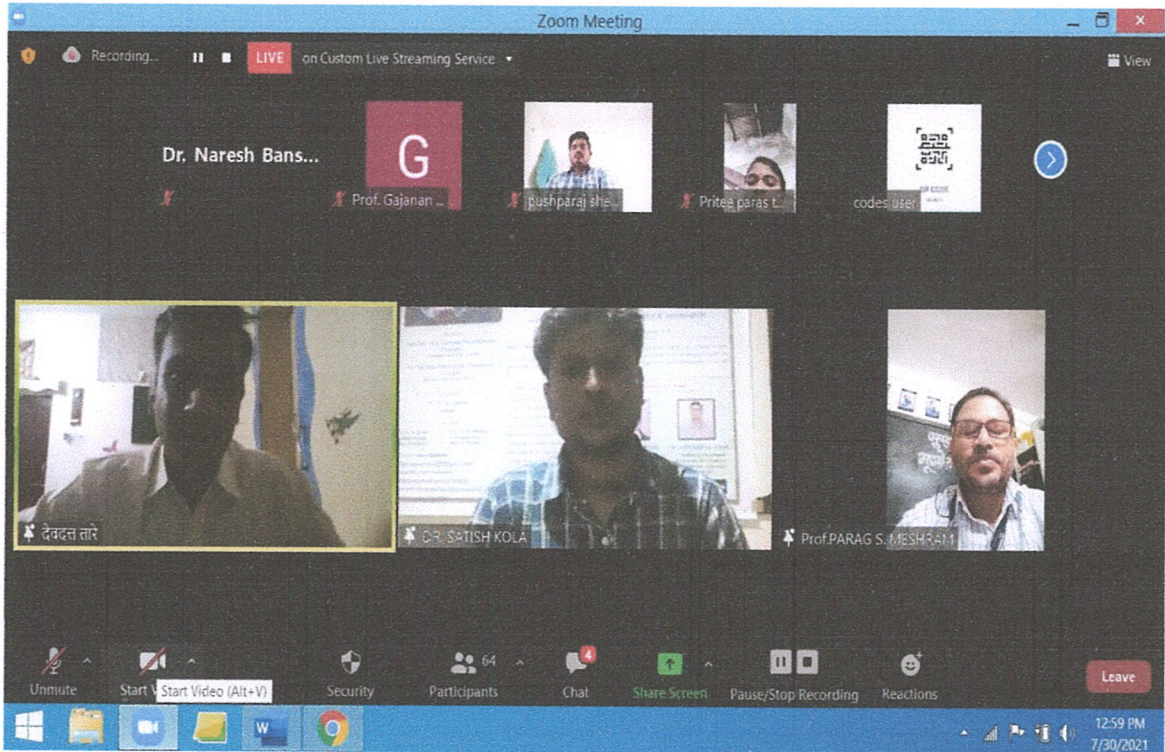 Zoom Meeting
Recording...
LIVE on Custom Live Streaming Service
View
Dr. Naresh Bans...
G
Prof. Gajanan ...
pushparaj she...
Pritee paras t...
codes user
देवदत्त तारे
DR. SATISH KOLA
Prof.PARAG S. MESHRAM
Unmute
Start V
Start Video (Alt+V)
Security
64
Participants
4
Chat
Share Screen
Pause/Stop Recording
Reactions
Leave
W
12:59 PM
7/30/2021